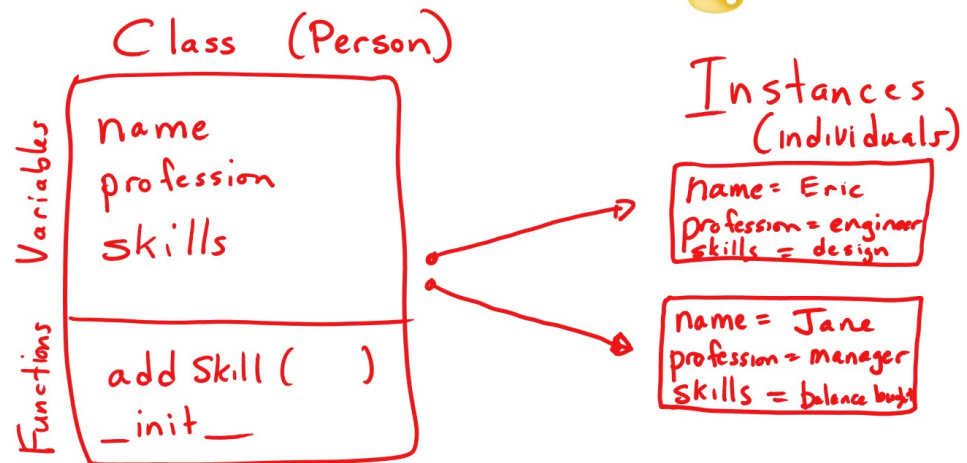 Class (Person)
Variables
name
profession
skills
Functions
add Skill ( )
_init_
Instances
(individuals)
name = Eric
profession = engineer
skills = design
name = Jane
profession = manager
skills = balance